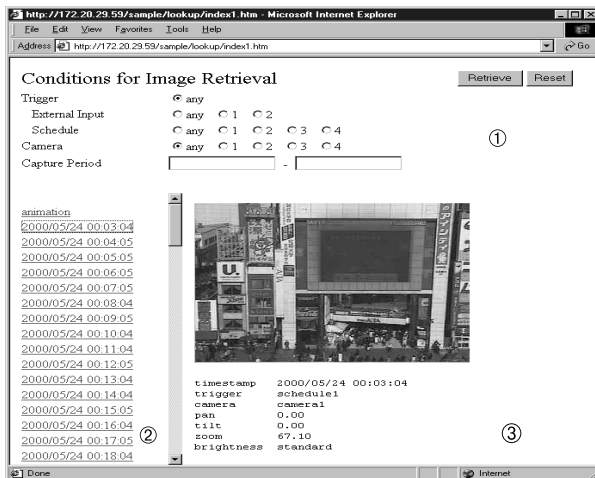 http://172.20.29.59/sample/lookup/index1.htm - Microsoft Internet Explorer
File Edit View Favorites Tools Help
Address http://172.20.29.59/sample/lookup/index1.htm Go
Conditions for Image Retrieval Retrieve Reset
Trigger any
External Input any 1 2
Schedule any 1 2 3 4
Camera any 1 2 3 4
Capture Period -
①
animation
2000/05/24 00:03:04
2000/05/24 00:04:05
2000/05/24 00:05:05
2000/05/24 00:06:05
2000/05/24 00:07:05
2000/05/24 00:08:04
2000/05/24 00:09:05
2000/05/24 00:10:04
2000/05/24 00:11:04
2000/05/24 00:12:05
2000/05/24 00:13:04
2000/05/24 00:14:04
2000/05/24 00:15:05
2000/05/24 00:16:04
2000/05/24 00:17:05
2000/05/24 00:18:04
②
U.
timestamp 2000/05/24 00:03:04
trigger schedule1
camera camera1
pan 0.00
tilt 0.00
zoom 67.10
brightness standard
③
Done Internet